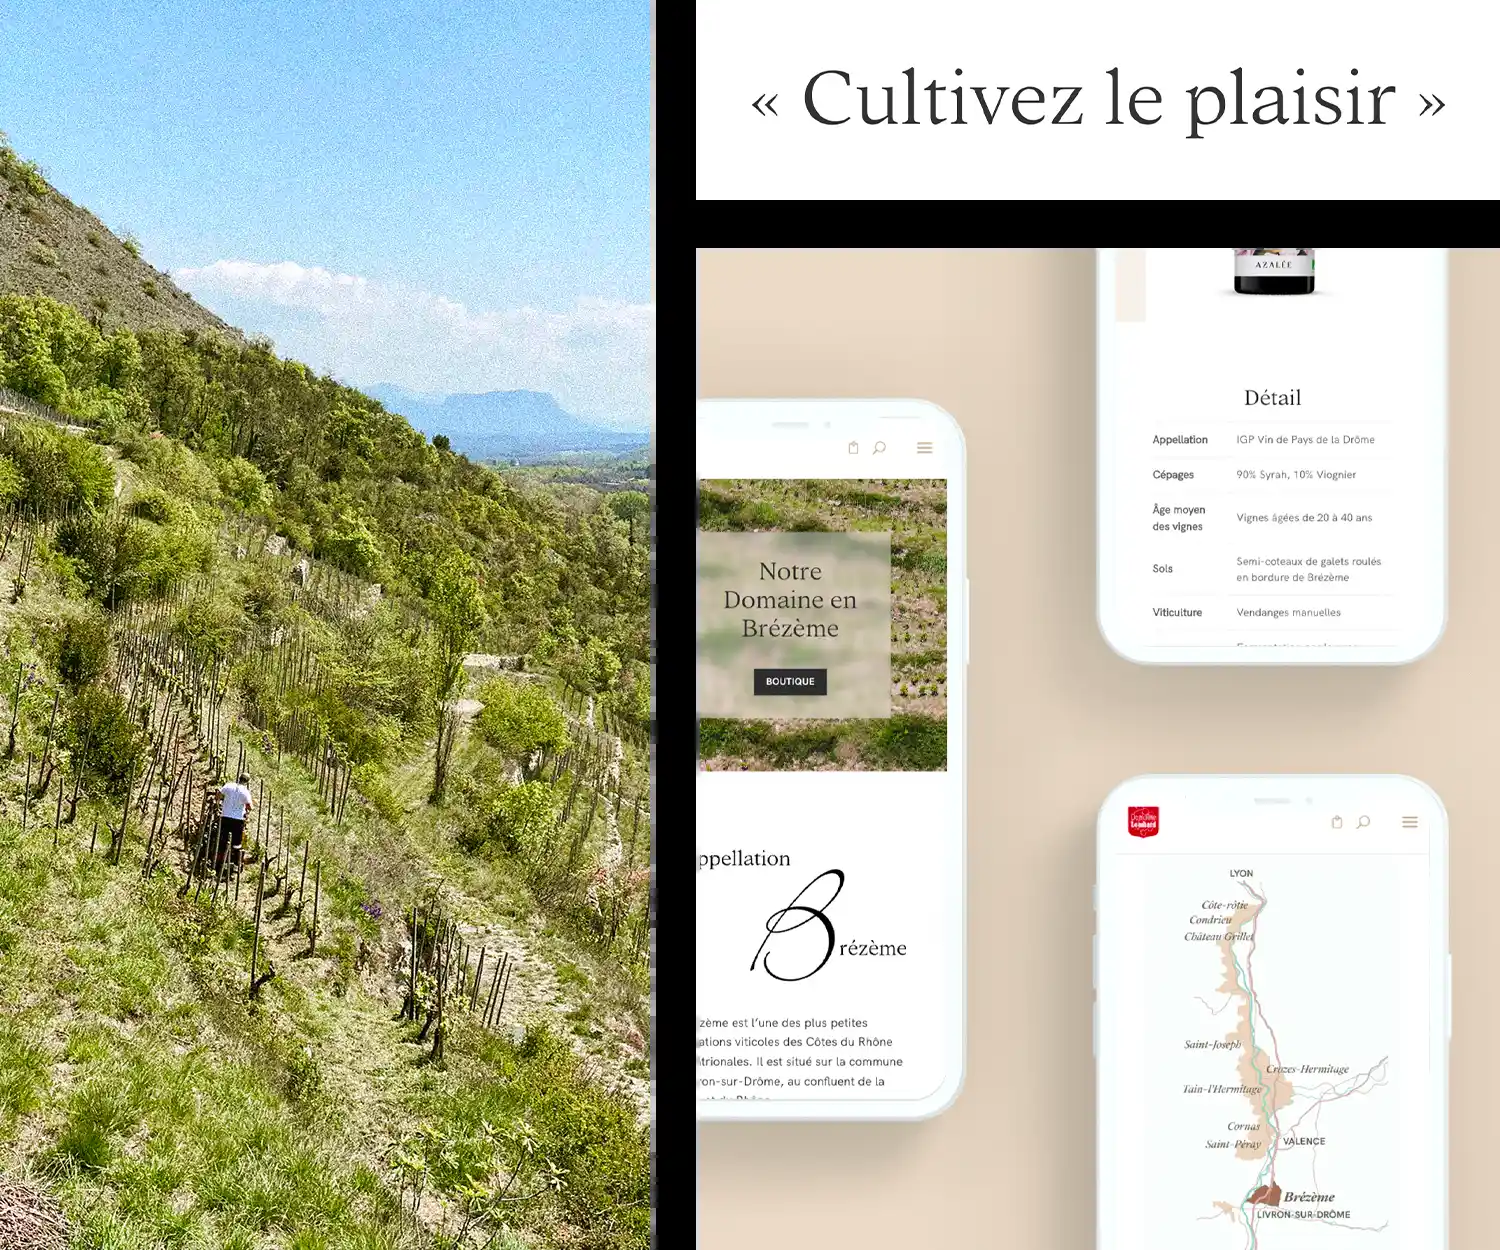 « Cultivez le plaisir »
AZALÉE
Détail
Appellation IGP Vin de Pays de la Drôme
Cépages 90% Syrah, 10% Viognier
Âge moyen
des vignes
Vignes âgées de 20 à 40 ans
Sols
Semi-coteaux de galets roulés
en bordure de Brézème
Viticulture Vendanges manuelles
Notre
Domaine en
Brézème
BOUTIQUE
ppellation
Brézème
zème est l'une des plus petites
ations viticoles des Côtes du Rhône
trionales. Il est situé sur la commune
ron-sur-Drôme, au confluent de la
LYON
Côte-rôtie
Condrieu
Château Grillet
Saint-Joseph
Crozes-Hermitage
Tain-l'Hermitage
Cornas
Saint-Péray
VALENCE
Brézème
LIVRON-SUR-DRÔME